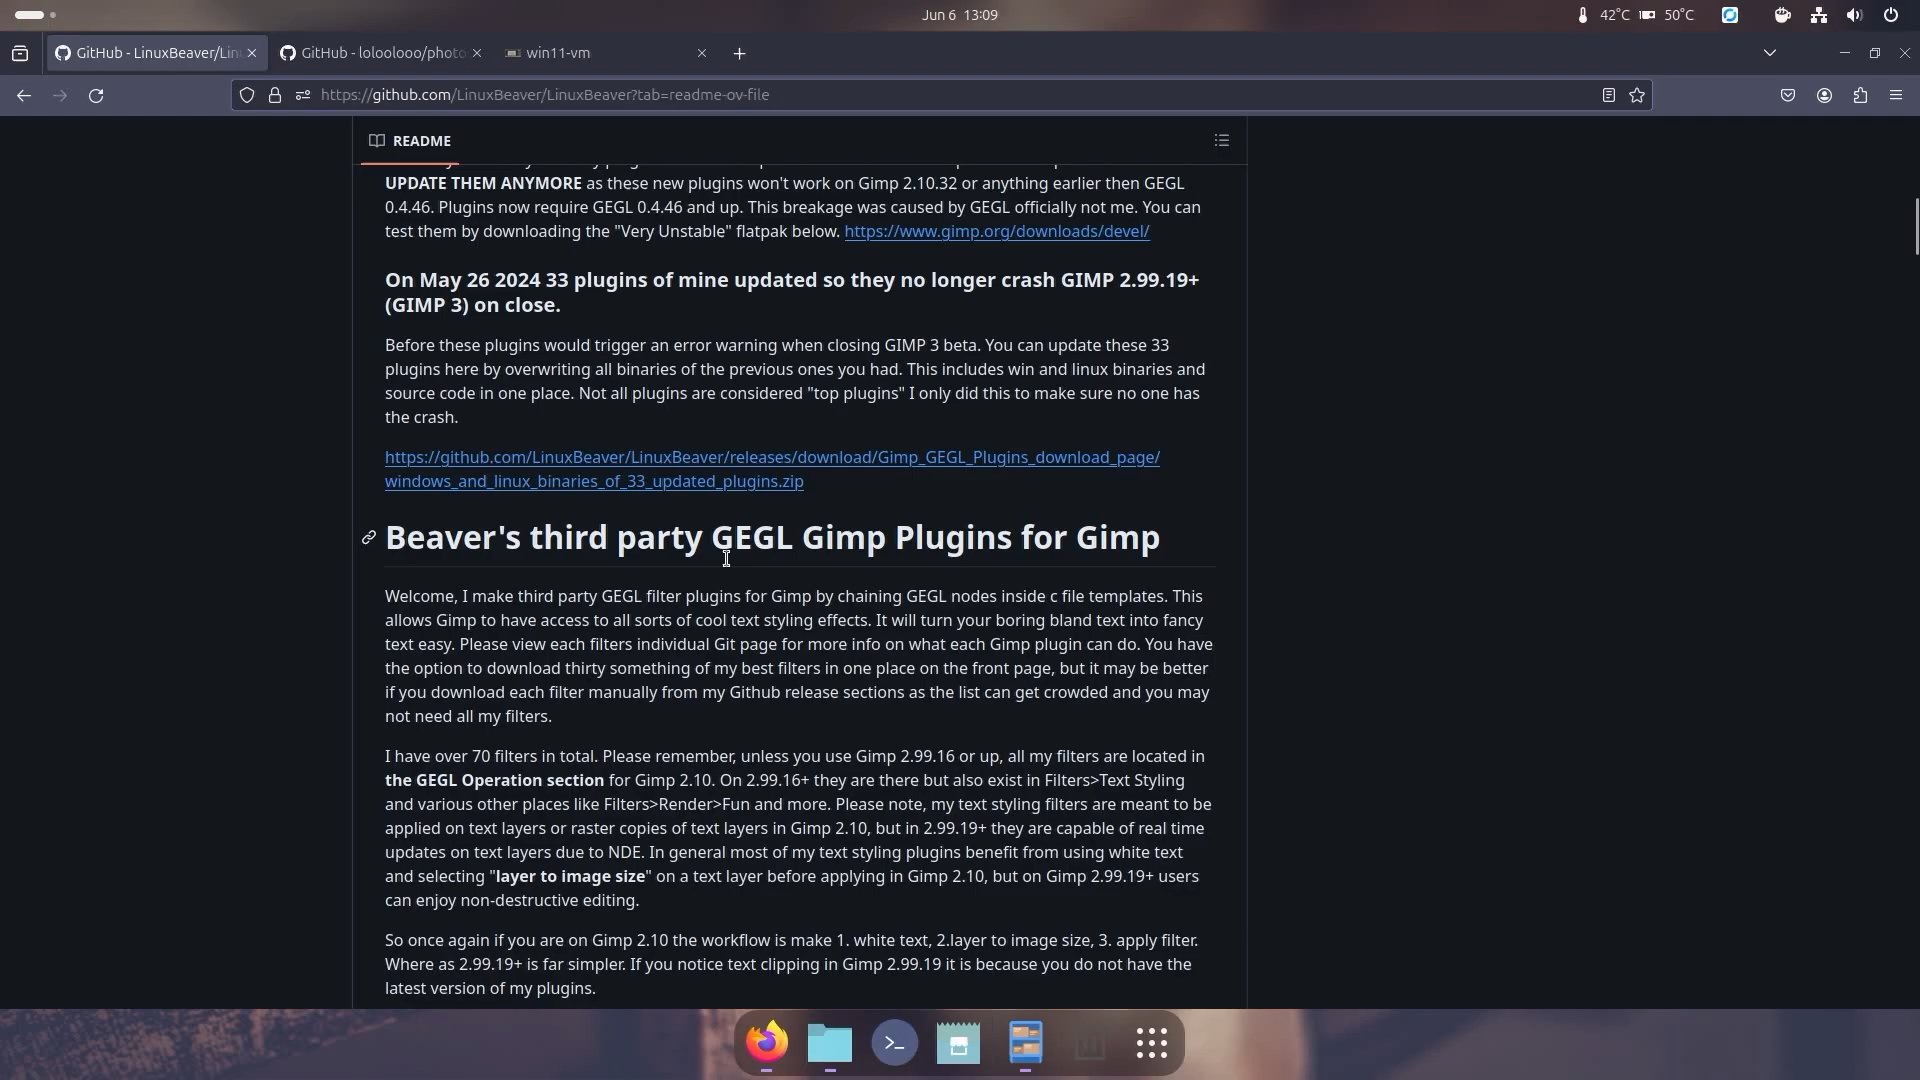 Jun 6 13:09
42°C
50°C
GitHub - LinuxBeaver/Lin
GitHub - loloolooo/photo
win11-vm
https://github.com/LinuxBeaver/LinuxBeaver?tab=readme-ov-file
README
UPDATE THEM ANYMORE as these new plugins won't work on Gimp 2.10.32 or anything earlier then GEGL
0.4.46. Plugins now require GEGL 0.4.46 and up. This breakage was caused by GEGL officially not me. You can
test them by downloading the "Very Unstable" flatpak below. https://www.gimp.org/downloads/devel/
On May 26 2024 33 plugins of mine updated so they no longer crash GIMP 2.99.19+
(GIMP 3) on close.
Before these plugins would trigger an error warning when closing GIMP 3 beta. You can update these 33
plugins here by overwriting all binaries of the previous ones you had. This includes win and linux binaries and
source code in one place. Not all plugins are considered "top plugins" I only did this to make sure no one has
the crash.
https://github.com/LinuxBeaver/LinuxBeaver/releases/download/Gimp_GEGL_Plugins_download_page/
windows_and_linux_binaries_of_33_updated_plugins.zip
Beaver's third party GEGL Gimp Plugins for Gimp
Welcome, I make third party GEGL filter plugins for Gimp by chaining GEGL nodes inside c file templates. This
allows Gimp to have access to all sorts of cool text styling effects. It will turn your boring bland text into fancy
text easy. Please view each filters individual Git page for more info on what each Gimp plugin can do. You have
the option to download thirty something of my best filters in one place on the front page, but it may be better
if you download each filter manually from my Github release sections as the list can get crowded and you may
not need all my filters.
I have over 70 filters in total. Please remember, unless you use Gimp 2.99.16 or up, all my filters are located in
the GEGL Operation section for Gimp 2.10. On 2.99.16+ they are there but also exist in Filters>Text Styling
and various other places like Filters>Render>Fun and more. Please note, my text styling filters are meant to be
applied on text layers or raster copies of text layers in Gimp 2.10, but in 2.99.19+ they are capable of real time
updates on text layers due to NDE. In general most of my text styling plugins benefit from using white text
and selecting "layer to image size" on a text layer before applying in Gimp 2.10, but on Gimp 2.99.19+ users
can enjoy non-destructive editing.
So once again if you are on Gimp 2.10 the workflow is make 1. white text, 2.layer to image size, 3. apply filter.
Where as 2.99.19+ is far simpler. If you notice text clipping in Gimp 2.99.19 it is because you do not have the
latest version of my plugins.